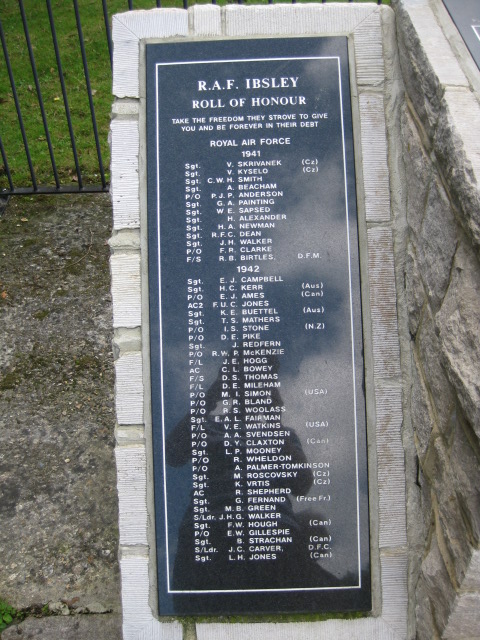 R.A.F. IBSLEY
ROLL OF HONOUR
TAKE THE FREEDOM THEY STROVE TO GIVE
YOU AND BE FOREVER IN THEIR DEBT
ROYAL AIR FORCE
1941
Sgt. V. SKRIVANEK (Cz)
Sgt. V. KYSELO (Cz)
Sgt. C.W.H. SMITH
Sgt. A. BEACHAM
P/O P.J.P. ANDERSON
Sgt. G.A. PAINTING
Sgt. W.E. SAPSED
Sgt. H. ALEXANDER
Sgt. H.A. NEWMAN
Sgt. R.F.C. DEAN
Sgt. J.H. WALKER
P/O F.R. CLARKE
F/S R.B. BIRTLES, D.F.M.
1942
Sgt. E.J. CAMPBELL
Sgt. H.C. KERR (Aus)
P/O E.J. AMES (Can)
AC2 F.U.C. JONES
Sgt. K.E. BUETTEL (Aus)
Sgt. T.S. MATHERS
P/O I.S. STONE (N.Z)
P/O D.E. PIKE
Sgt. J. REDFERN
P/O R.W.P. McKENZIE
F/L J.E. HOGG
AC C.L. BOWEY
F/S D.S. THOMAS
F/L D.E. MILEHAM
P/O M.I. SIMON (USA)
P/O G.R. BLAND
P/O R.S. WOOLASS
Sgt. E.A.L. FAIRMAN
F/L V.E. WATKINS (USA)
P/O A.A. SVENDSEN
P/O D.Y. CLAXTON (Can)
Sgt. L.P. MOONEY
P/O R. WHELDON
P/O A. PALMER-TOMKINSON
Sgt. M. ROSCOVSKY (Cz)
Sgt. K. VRTIS (Cz)
AC R. SHEPHERD
Sgt. G. FERNAND (Free Fr.)
Sgt. M.B. GREEN
S/Ldr. J.H.G. WALKER
Sgt. F.W. HOUGH (Can)
P/O E.W. GILLESPIE
Sgt. B. STRACHAN (Can)
S/Ldr. J.C. CARVER, D.F.C.
Sgt. L.H. JONES (Can)